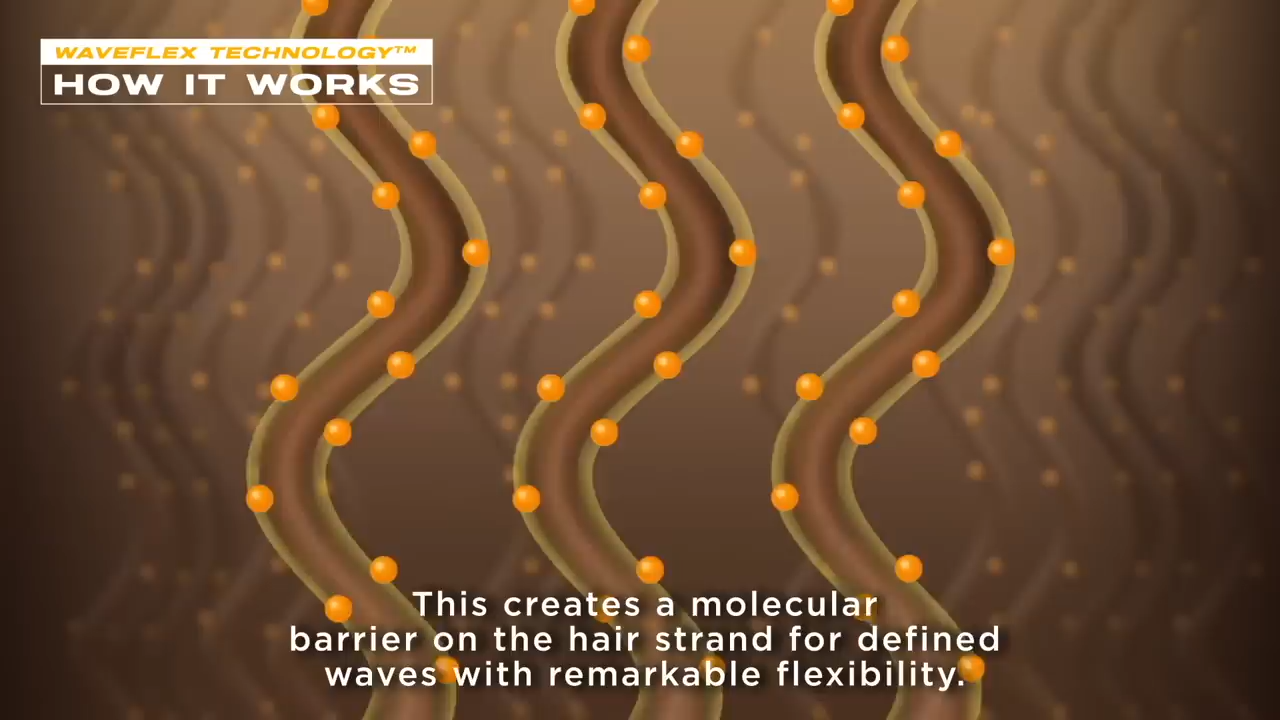 WAVEFLEX TECHNOLOGY™
HOW IT WORKS
This creates a molecular
barrier on the hair strand for defined
waves with remarkable flexibility.